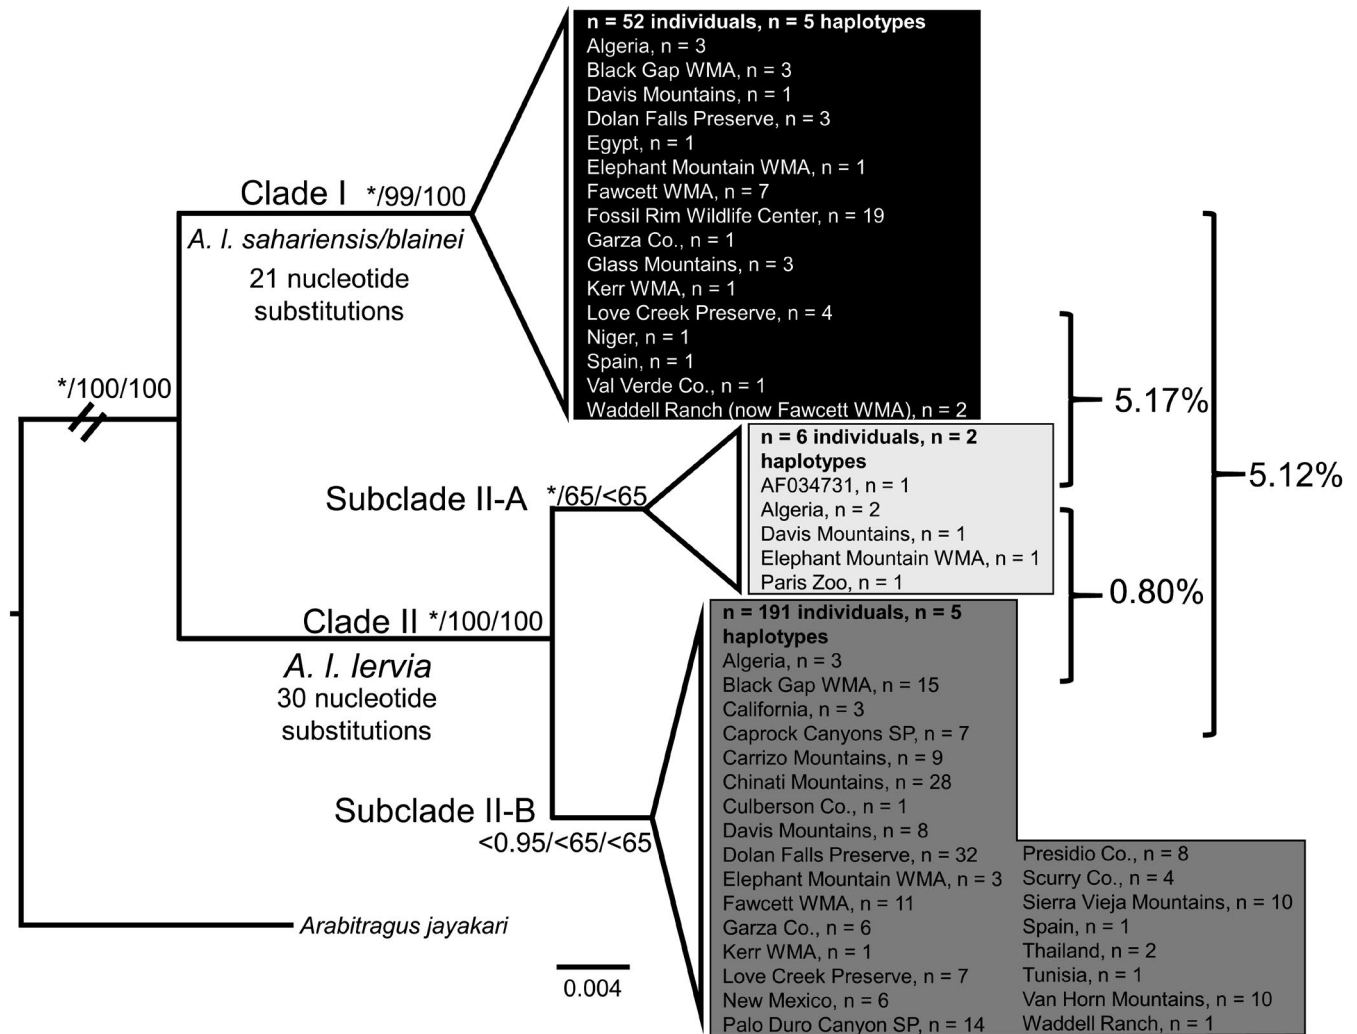 n = 52 individuals, n = 5 haplotypes
Algeria, n = 3
Black Gap WMA, n = 3
Davis Mountains, n = 1
Dolan Falls Preserve, n = 3
Egypt, n = 1
Elephant Mountain WMA, n = 1
Fawcett WMA, n = 7
Fossil Rim Wildlife Center, n = 19
Garza Co., n = 1
Glass Mountains, n = 3
Kerr WMA, n = 1
Love Creek Preserve, n = 4
Niger, n = 1
Spain, n = 1
Val Verde Co., n = 1
Waddell Ranch (now Fawcett WMA), n = 2
Clade I */99/100
A. l. sahariensis/blainei
21 nucleotide
substitutions
*/100/100
5.17%
5.12%
0.80%
n = 6 individuals, n = 2
haplotypes
AF034731, n = 1
Algeria, n = 2
Davis Mountains, n = 1
Elephant Mountain WMA, n = 1
Paris Zoo, n = 1
Subclade II-A */65/<65
Clade II */100/100
A. l. lervia
30 nucleotide
substitutions
n = 191 individuals, n = 5
haplotypes
Algeria, n = 3
Black Gap WMA, n = 15
California, n = 3
Caprock Canyons SP, n = 7
Carrizo Mountains, n = 9
Chinati Mountains, n = 28
Culberson Co., n = 1
Davis Mountains, n = 8
Dolan Falls Preserve, n = 32
Elephant Mountain WMA, n = 3
Fawcett WMA, n = 11
Garza Co., n = 6
Kerr WMA, n = 1
Love Creek Preserve, n = 7
New Mexico, n = 6
Palo Duro Canyon SP, n = 14
Presidio Co., n = 8
Scurry Co., n = 4
Sierra Vieja Mountains, n = 10
Spain, n = 1
Thailand, n = 2
Tunisia, n = 1
Van Horn Mountains, n = 10
Waddell Ranch, n = 1
Subclade II-B
<0.95/<65/<65
Arabitragus jayakari
0.004